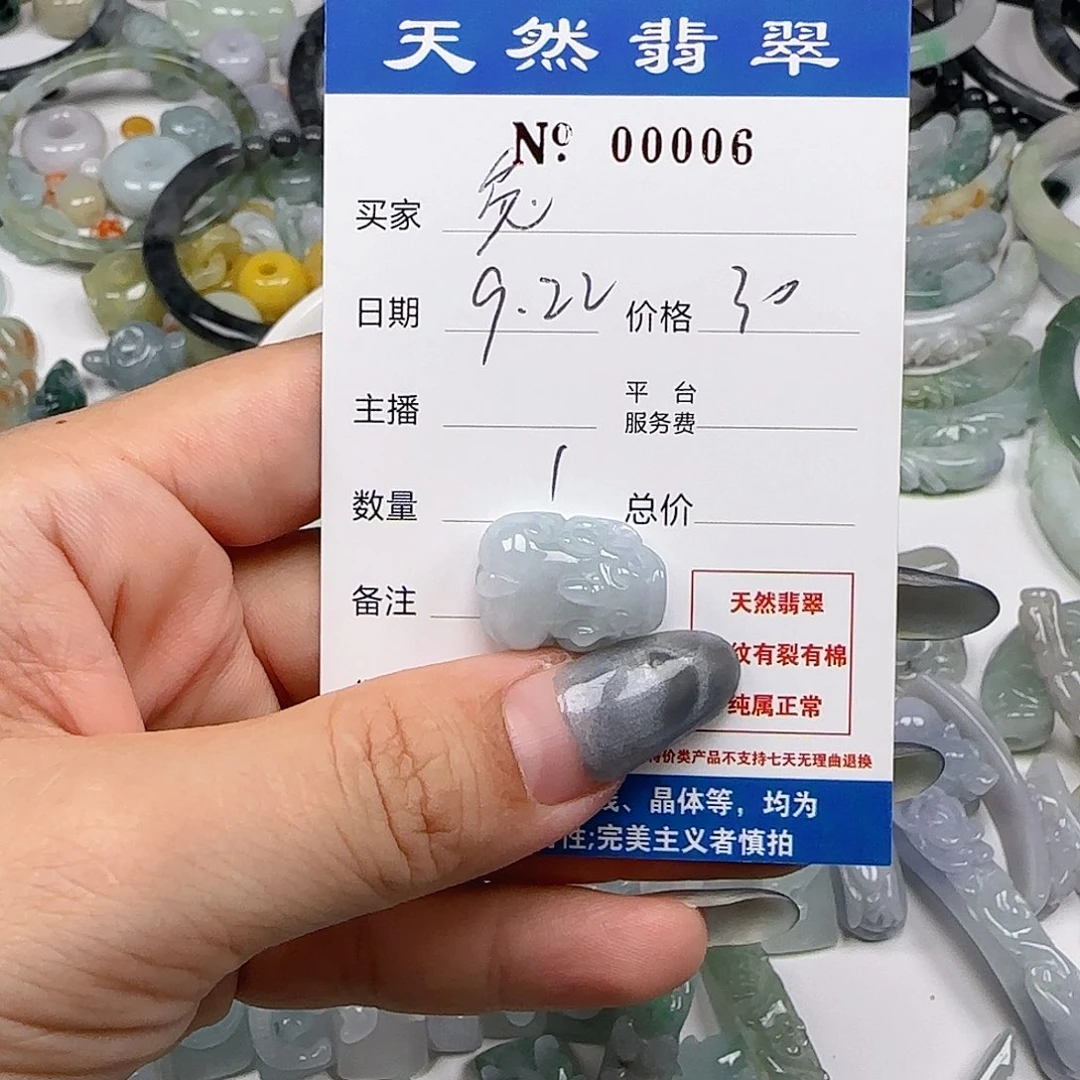 天然翡翠
Nº. 00006
买家
日期 9.22 价格 30
主播 平台服务费
数量 1 总价
备注
天然翡翠
纹有裂有棉
纯属正常
特价类产品不支持七天无理曲退换
、晶体等，均为
性;完美主义者慎拍